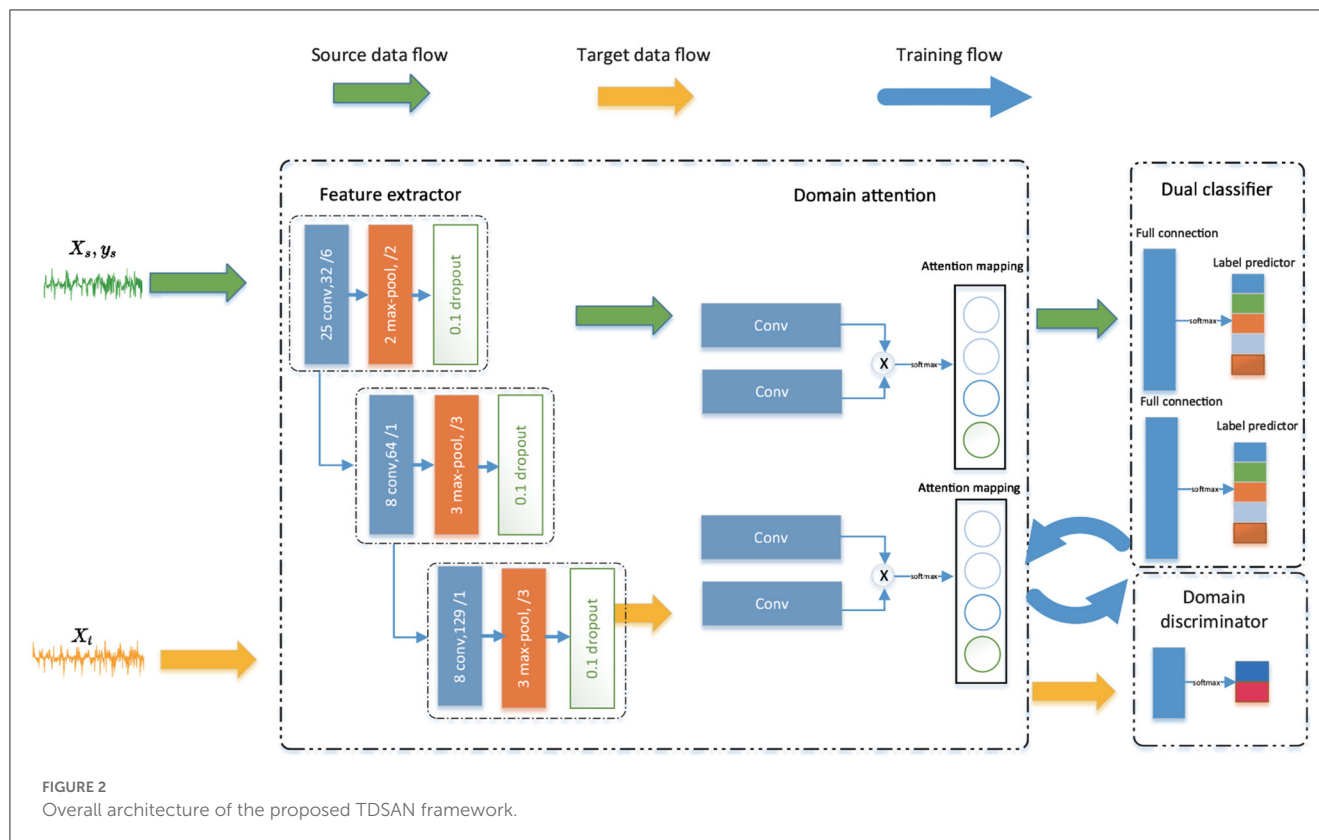 Source data flow
Target data flow
Training flow
Feature extractor
Domain attention
Dual classifier
X_s, y_s
25 conv,32 /6
2 max-pool, /2
0.1 dropout
8 conv,64 /1
3 max-pool, /3
0.1 dropout
8 conv,129 /1
3 max-pool, /3
0.1 dropout
X_t
Conv
Conv
X
softmax
Attention mapping
Conv
Conv
X
softmax
Attention mapping
Full connection
softmax
Label predictor
Full connection
softmax
Label predictor
Domain
discriminator
softmax
FIGURE 2
Overall architecture of the proposed TDSAN framework.